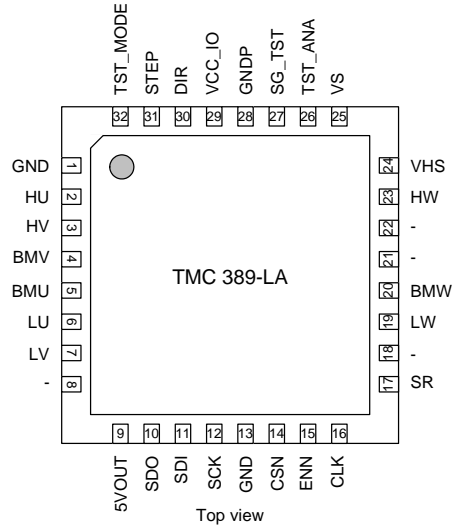 TST_MODE
STEP
DIR
VCC_IO
GNDP
SG_TST
TST_ANA
VS
32 31 30 29 28 27 26 25
GND 1
HU 2
HV 3
BMV 4
BMU 5
LU 6
LV 7
- 8
TMC 389-LA
24 VHS
23 HW
22 -
21 -
20 BMW
19 LW
18 -
17 SR
9 10 11 12 13 14 15 16
5VOUT
SDO
SDI
SCK
GND
CSN
ENN
CLK
Top view